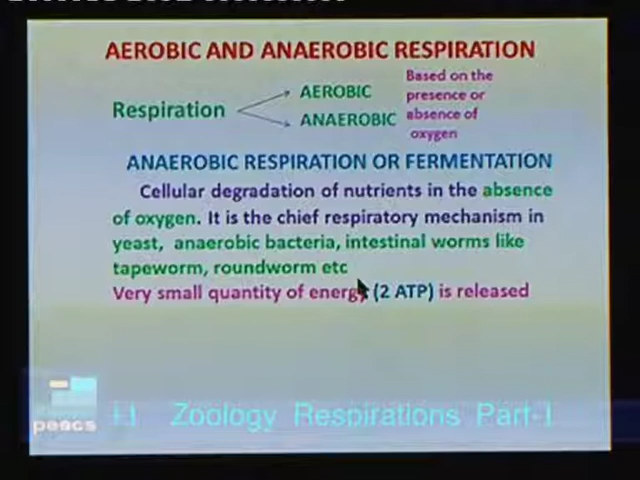 AEROBIC AND ANAEROBIC RESPIRATION
Respiration
AEROBIC
ANAEROBIC
Based on the
presence or
absence of
oxygen
ANAEROBIC RESPIRATION OR FERMENTATION
Cellular degradation of nutrients in the absence
of oxygen. It is the chief respiratory mechanism in
yeast, anaerobic bacteria, intestinal worms like
tapeworm, roundworm etc
Very small quantity of energy (2 ATP) is released
Zoology Respirations Part-I
peacs